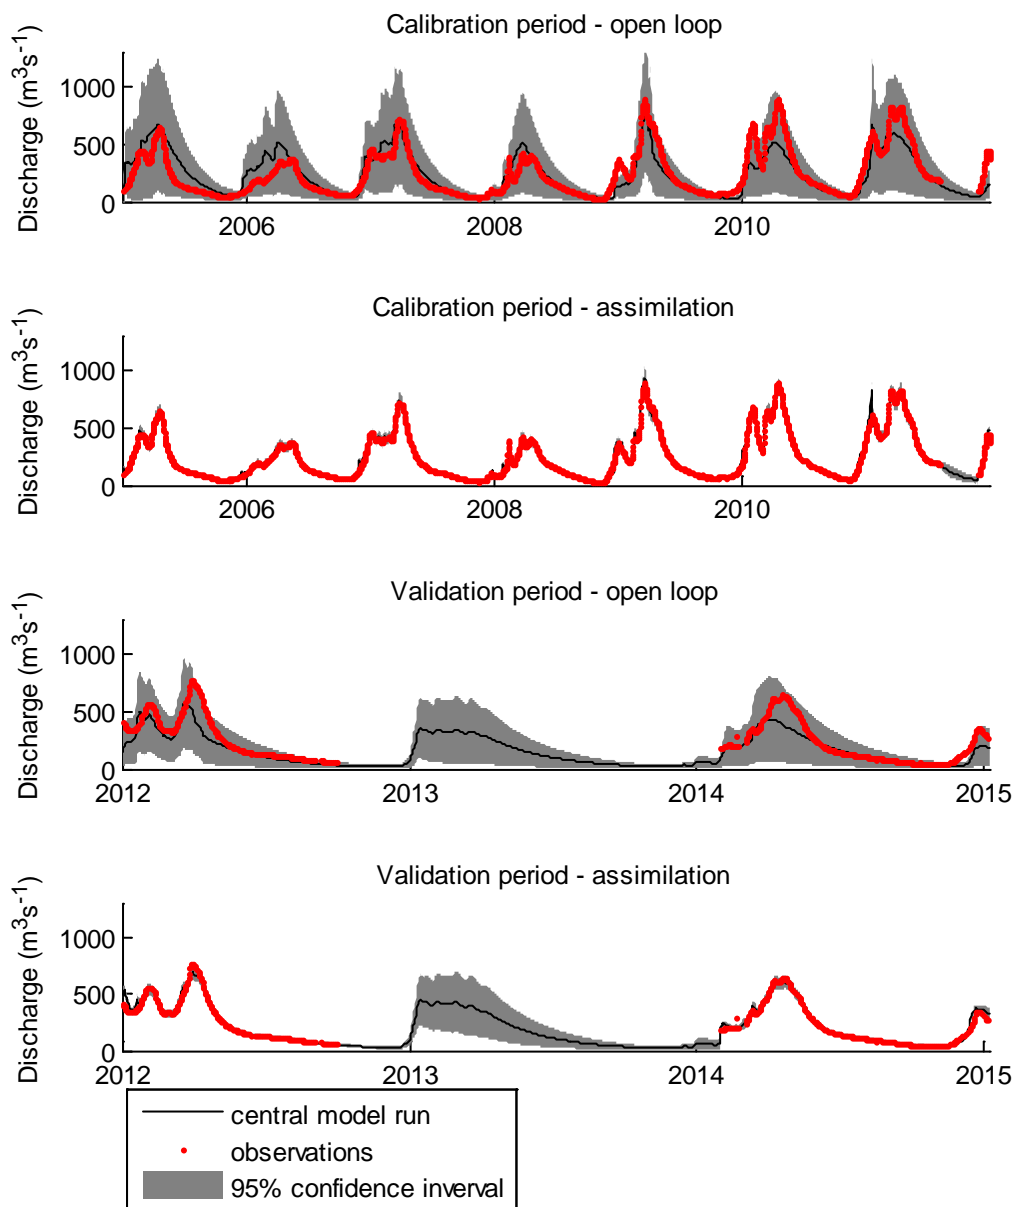 Calibration period - open loop
Discharge (m³s⁻¹)
1000
500
0
2006
2008
2010
Calibration period - assimilation
Discharge (m³s⁻¹)
1000
500
0
2006
2008
2010
Validation period - open loop
Discharge (m³s⁻¹)
1000
500
0
2012
2013
2014
2015
Validation period - assimilation
Discharge (m³s⁻¹)
1000
500
0
2012
2013
2014
2015
central model run
observations
95% confidence inverval